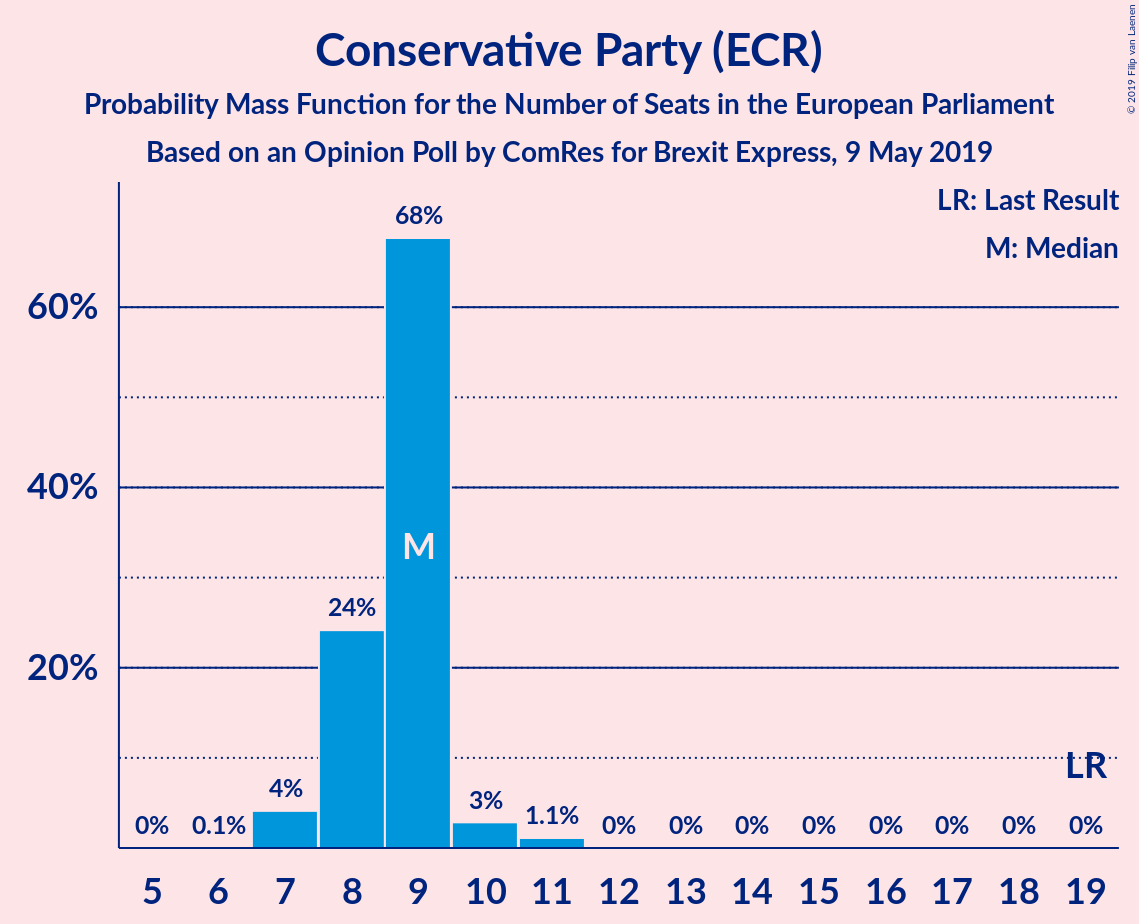 Conservative Party (ECR)
Probability Mass Function for the Number of Seats in the European Parliament
Based on an Opinion Poll by ComRes for Brexit Express, 9 May 2019
© 2019 Filip van Laenen
LR: Last Result
M: Median
60%
40%
20%
0% 0.1% 4% 24% 68% 3% 1.1% 0% 0% 0% 0% 0% 0% 0% 0%
M
LR
5 6 7 8 9 10 11 12 13 14 15 16 17 18 19